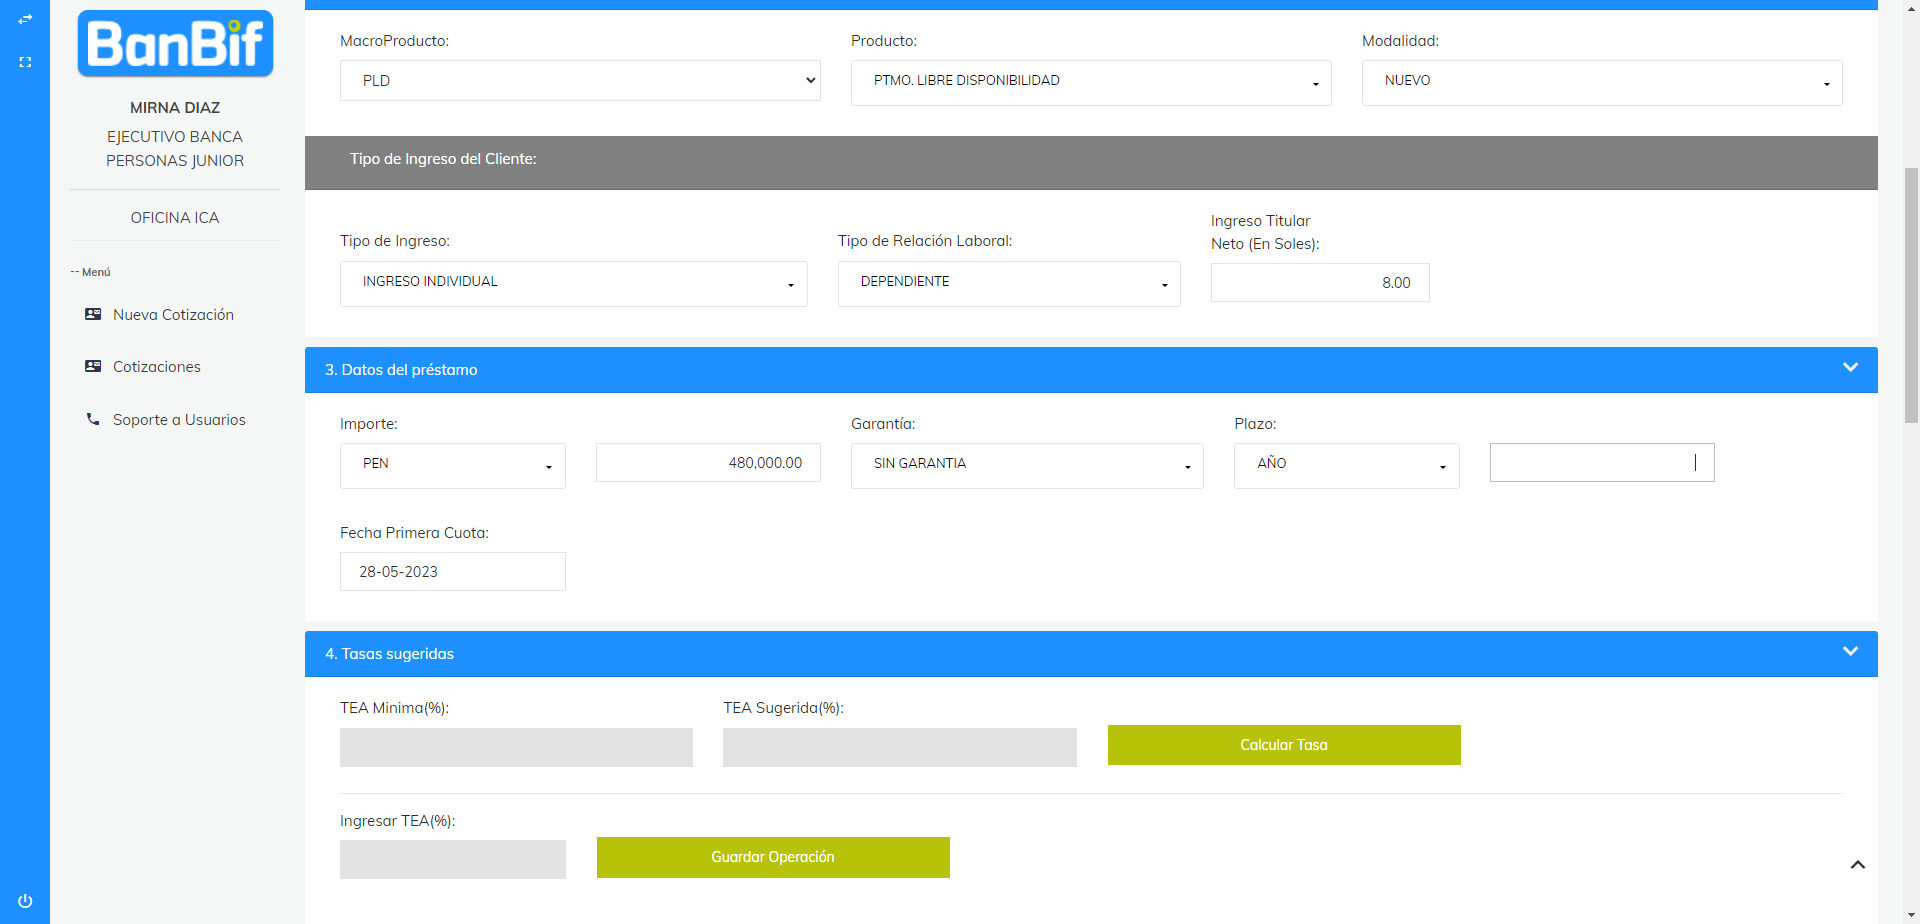 BanBif
MIRNA DIAZ
EJECUTIVO BANCA
PERSONAS JUNIOR
OFICINA ICA
-- Menú
Nueva Cotización
Cotizaciones
Soporte a Usuarios
MacroProducto:
Producto:
Modalidad:
PLD
PTMO. LIBRE DISPONIBILIDAD
NUEVO
Tipo de Ingreso del Cliente:
Tipo de Ingreso:
Tipo de Relación Laboral:
Ingreso Titular
Neto (En Soles):
INGRESO INDIVIDUAL
DEPENDIENTE
8.00
3. Datos del préstamo
Importe:
Garantía:
Plazo:
PEN
480,000.00
SIN GARANTIA
AÑO
Fecha Primera Cuota:
28-05-2023
4. Tasas sugeridas
TEA Minima(%):
TEA Sugerida(%):
Calcular Tasa
Ingresar TEA(%):
Guardar Operación